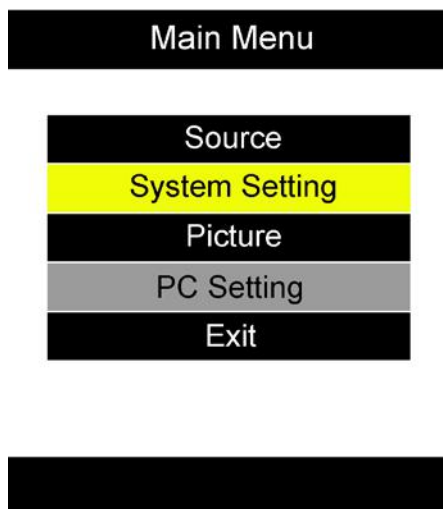 Main Menu
Source
System Setting
Picture
PC Setting
Exit